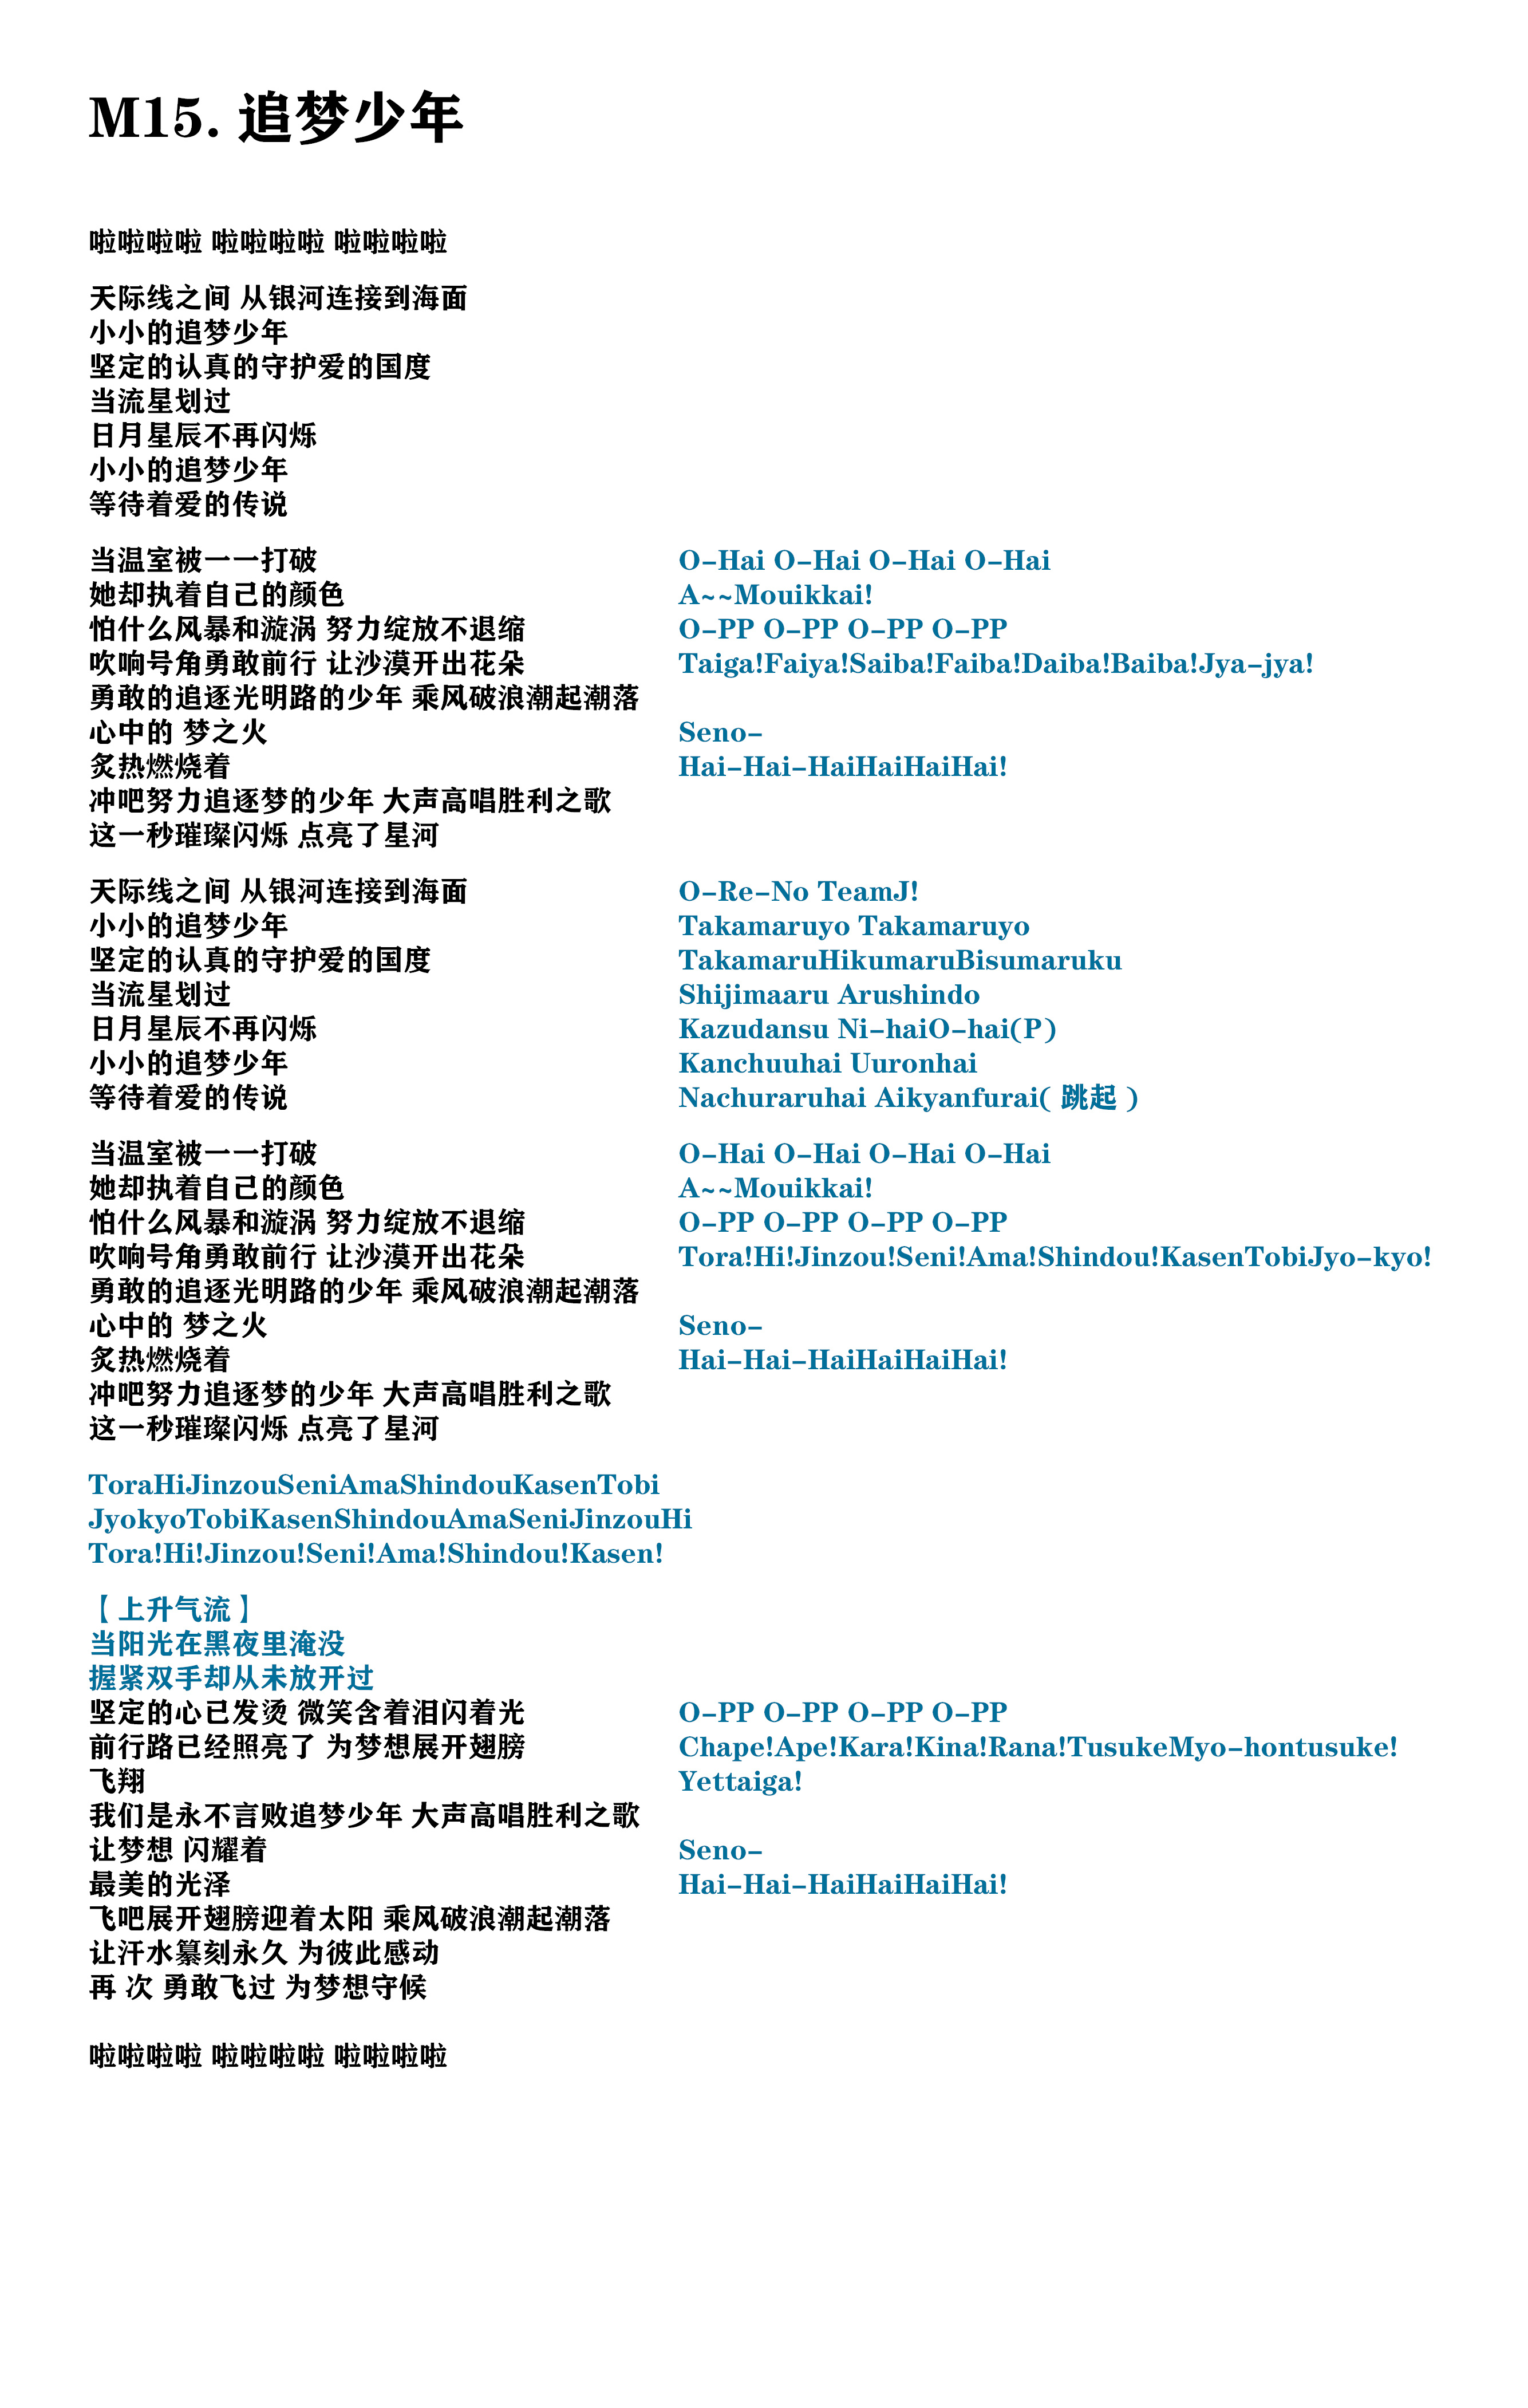 M15. 追梦少年
啦啦啦啦 啦啦啦啦 啦啦啦啦
天际线之间 从银河连接到海面
小小的追梦少年
坚定的认真的守护爱的国度
当流星划过
日月星辰不再闪烁
小小的追梦少年
等待着爱的传说
当温室被一一打破 O-Hai O-Hai O-Hai O-Hai
她却执着自己的颜色 A~~Mouikkai!
怕什么风暴和漩涡 努力绽放不退缩 O-PP O-PP O-PP O-PP
吹响号角勇敢前行 让沙漠开出花朵 Taiga!Faiya!Saiba!Faiba!Daiba!Baiba!Jya-jya!
勇敢的追逐光明路的少年 乘风破浪潮起潮落
心中的 梦之火 Seno-
炙热燃烧着 Hai-Hai-HaiHaiHaiHai!
冲吧努力追逐梦的少年 大声高唱胜利之歌
这一秒璀璨闪烁 点亮了星河
天际线之间 从银河连接到海面 O-Re-No TeamJ!
小小的追梦少年 Takamaruyo Takamaruyo
坚定的认真的守护爱的国度 TakamaruHikumaruBisumaruku
当流星划过 Shijimaaru Arushindo
日月星辰不再闪烁 Kazudansu Ni-haiO-hai(P)
小小的追梦少年 Kanchuuhai Uuronhai
等待着爱的传说 Nachuraruhai Aikyanfurai( 跳起 )
当温室被一一打破 O-Hai O-Hai O-Hai O-Hai
她却执着自己的颜色 A~~Mouikkai!
怕什么风暴和漩涡 努力绽放不退缩 O-PP O-PP O-PP O-PP
吹响号角勇敢前行 让沙漠开出花朵 Tora!Hi!Jinzou!Seni!Ama!Shindou!KasenTobiJyo-kyo!
勇敢的追逐光明路的少年 乘风破浪潮起潮落
心中的 梦之火 Seno-
炙热燃烧着 Hai-Hai-HaiHaiHaiHai!
冲吧努力追逐梦的少年 大声高唱胜利之歌
这一秒璀璨闪烁 点亮了星河
ToraHiJinzouSeniAmaShindouKasenTobi
JyokyoTobiKasenShindouAmaSeniJinzouHi
Tora!Hi!Jinzou!Seni!Ama!Shindou!Kasen!
【 上升气流 】
当阳光在黑夜里淹没
握紧双手却从未放开过
坚定的心已发烫 微笑含着泪闪着光 O-PP O-PP O-PP O-PP
前行路已经照亮了 为梦想展开翅膀 Chape!Ape!Kara!Kina!Rana!TusukeMyo-hontusuke!
飞翔 Yettaiga!
我们是永不言败追梦少年 大声高唱胜利之歌
让梦想 闪耀着 Seno-
最美的光泽 Hai-Hai-HaiHaiHaiHai!
飞吧展开翅膀迎着太阳 乘风破浪潮起潮落
让汗水纂刻永久 为彼此感动
再 次 勇敢飞过 为梦想守候
啦啦啦啦 啦啦啦啦 啦啦啦啦